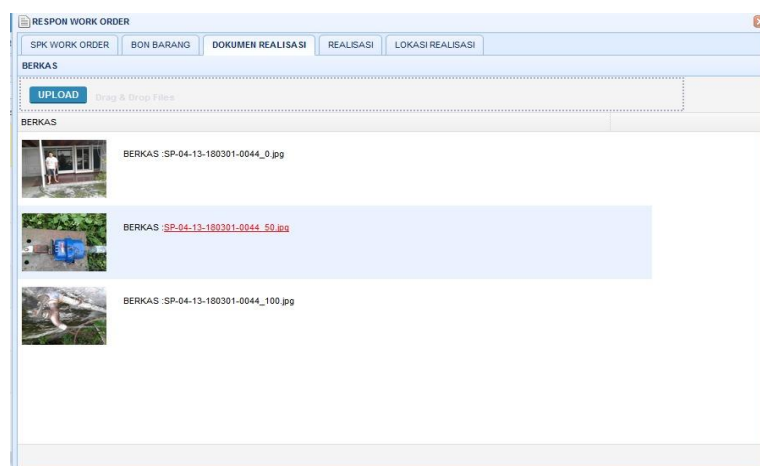 RESPON WORK ORDER
SPK WORK ORDER BON BARANG DOKUMEN REALISASI REALISASI LOKASI REALISASI
BERKAS
UPLOAD Drag & Drop Files
BERKAS
BERKAS :SP-04-13-180301-0044_0.jpg
BERKAS :SP-04-13-180301-0044_50.jpg
BERKAS :SP-04-13-180301-0044_100.jpg